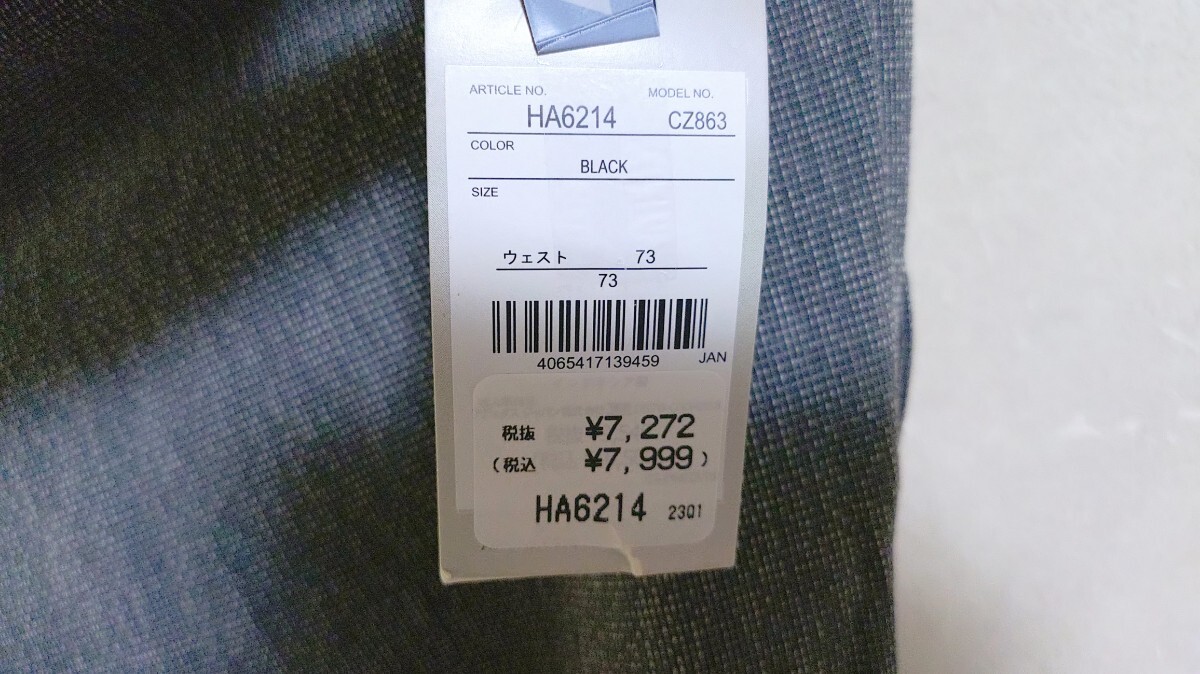 ARTICLE NO. MODEL NO.
HA6214 CZ863
COLOR
BLACK
SIZE
ウェスト 73
73
4065417139459 JAN
税抜 ¥7,272
(税込 ¥7,999)
HA6214 23Q1